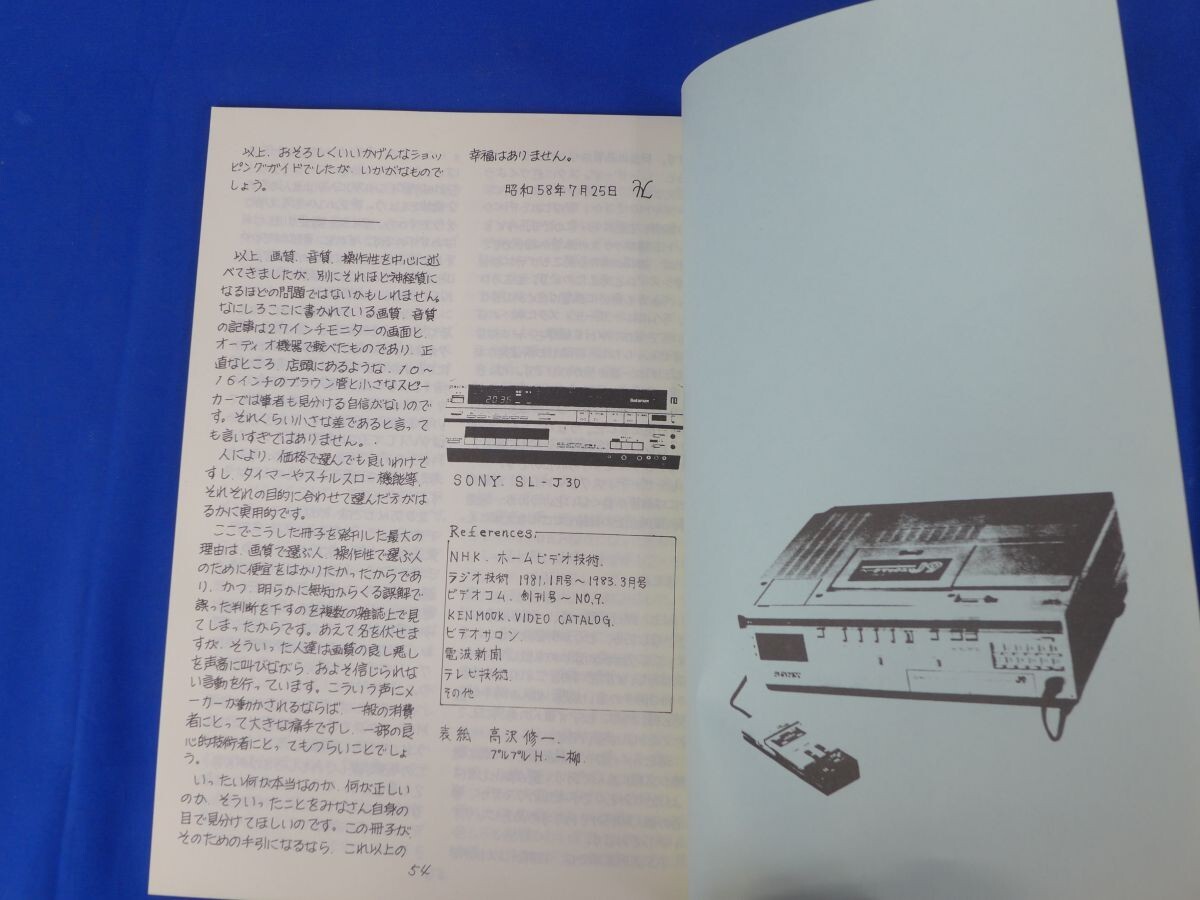 以上、おそろしくいいかげんなショッ
ピングガイドでしたが、いかがなもので
しょう。
以上、画質、音質、操作性を中心に述
べてきましたが、別にそれほど神経質に
なるほどの問題ではないかもしれません。
なにしろここに書かれている画質、音質
の記事は27インチモニターの画面と、
オーディオ機器で較べたものであり、正
直なところ、店頭にあるような、10〜
16インチのブラウン管と小さなスピー
カーでは筆者も見分ける自信がないので
す。それくらい小さな差であると言って
も言いすぎではありません。
人により、価格で選んでも良いわけで
すし、タイマーやスチルスロー機能等、
それぞれの目的に合わせて選んだ方がは
るかに実用的です。
ここでこうした冊子を発刊した最大の
理由は、画質で選ぶ人、操作性で選ぶ人
のために便宜をはかりたかったからであ
り、かつ、明らかに無知からくる誤解で
誤った判断を下すのを複数の雑誌上で見
てしまったからです。あえて名を伏せま
すが、そういった人達は画質の良し悪し
を声高に叫びながら、およそ信じられな
い言動を行っています。こういう声にメ
ーカーが動かされるならば、一般の消費
者にとって大きな痛手ですし、一部の良
心的技術者にとってもつらいことでしょ
う。
いったい何が本当なのか、何が正しい
のか、そういったことをみなさん自身の
目で見分けてほしいのです。この冊子が、
そのための手引になるなら、これ以上の
54
幸福はありません。
昭和58年7月25日
SONY SL-J30
References:
NHK.ホームビデオ技術.
ラジオ技術 1981.1月号〜1983.3月号
ビデオコム.創刊号〜NO.9.
KENMOOK.VIDEO CATALOG.
ビデオサロン.
電波新聞
テレビ技術.
その他
表絵 高沢修一.
プルプルH.一柳.